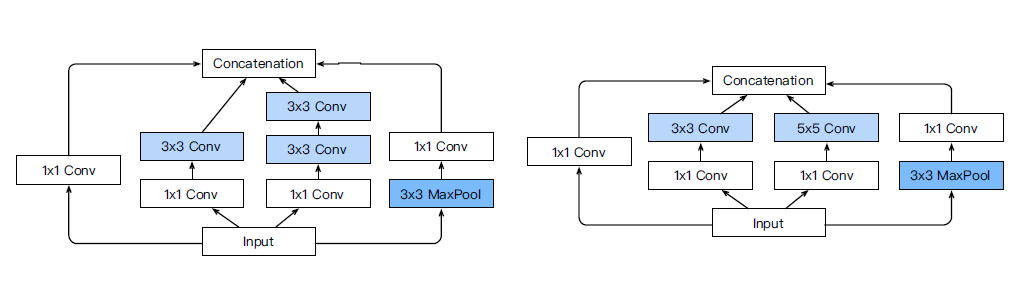 Concatenation
3x3 Conv
3x3 Conv
3x3 Conv
1x1 Conv
1x1 Conv
1x1 Conv
1x1 Conv
3x3 MaxPool
Input
Concatenation
3x3 Conv
5x5 Conv
1x1 Conv
1x1 Conv
1x1 Conv
1x1 Conv
3x3 MaxPool
Input